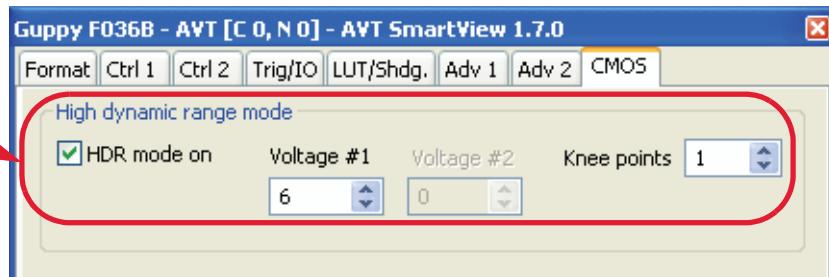 Guppy F036B - AVT [C 0, N 0] - AVT SmartView 1.7.0
Format Ctrl 1 Ctrl 2 Trig/IO LUT/Shdg. Adv 1 Adv 2 CMOS
High dynamic range mode
HDR mode on Voltage #1 Voltage #2 Knee points 1
6 0